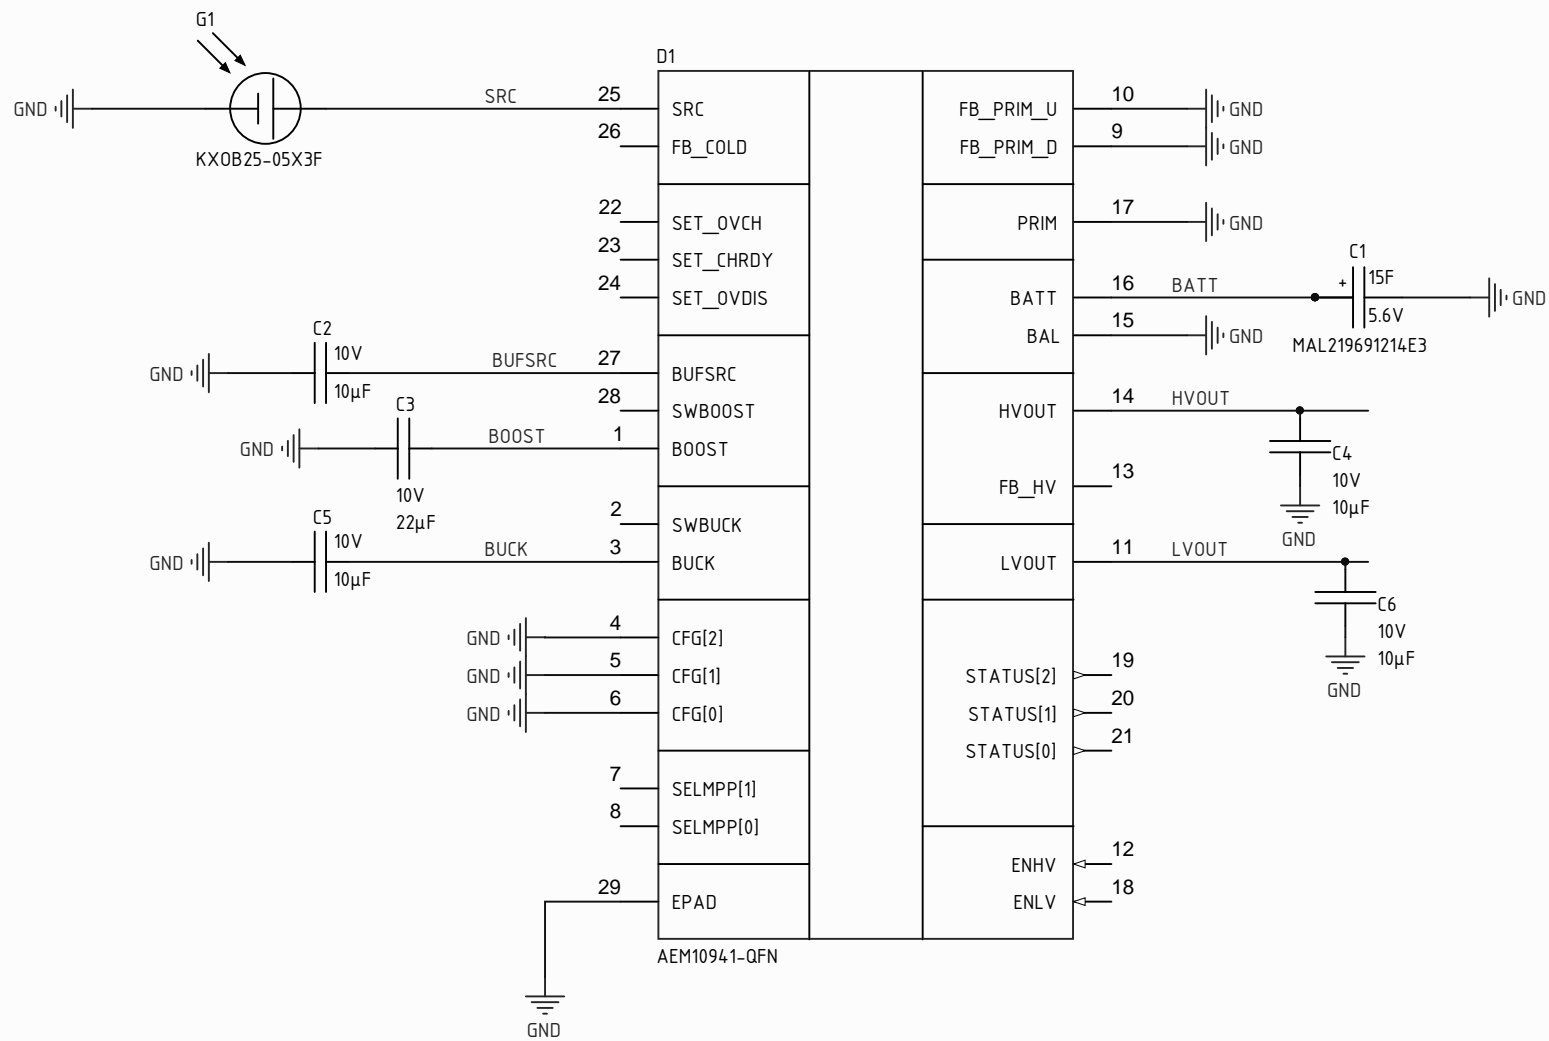 G1
GND
KXOB25-05X3F
SRC
D1
25 SRC
26 FB_COLD
22 SET_OVCH
23 SET_CHRDY
24 SET_OVDIS
C2
10V
10µF
GND
BUFSRC
27 BUFSRC
28 SWBOOST
C3
GND
BOOST
1 BOOST
10V
22µF
2 SWBUCK
C5
10V
10µF
GND
BUCK
3 BUCK
GND 4 CFG[2]
GND 5 CFG[1]
GND 6 CFG[0]
7 SELMPP[1]
8 SELMPP[0]
29 EPAD
GND
AEM10941-QFN
FB_PRIM_U 10 GND
FB_PRIM_D 9 GND
PRIM 17 GND
BATT 16 BATT
C1
+
15F
5.6V
GND
MAL219691214E3
BAL 15 GND
HVOUT 14 HVOUT
C4
10V
10µF
GND
FB_HV 13
LVOUT 11 LVOUT
C6
10V
10µF
GND
STATUS[2] 19
STATUS[1] 20
STATUS[0] 21
ENHV 12
ENLV 18